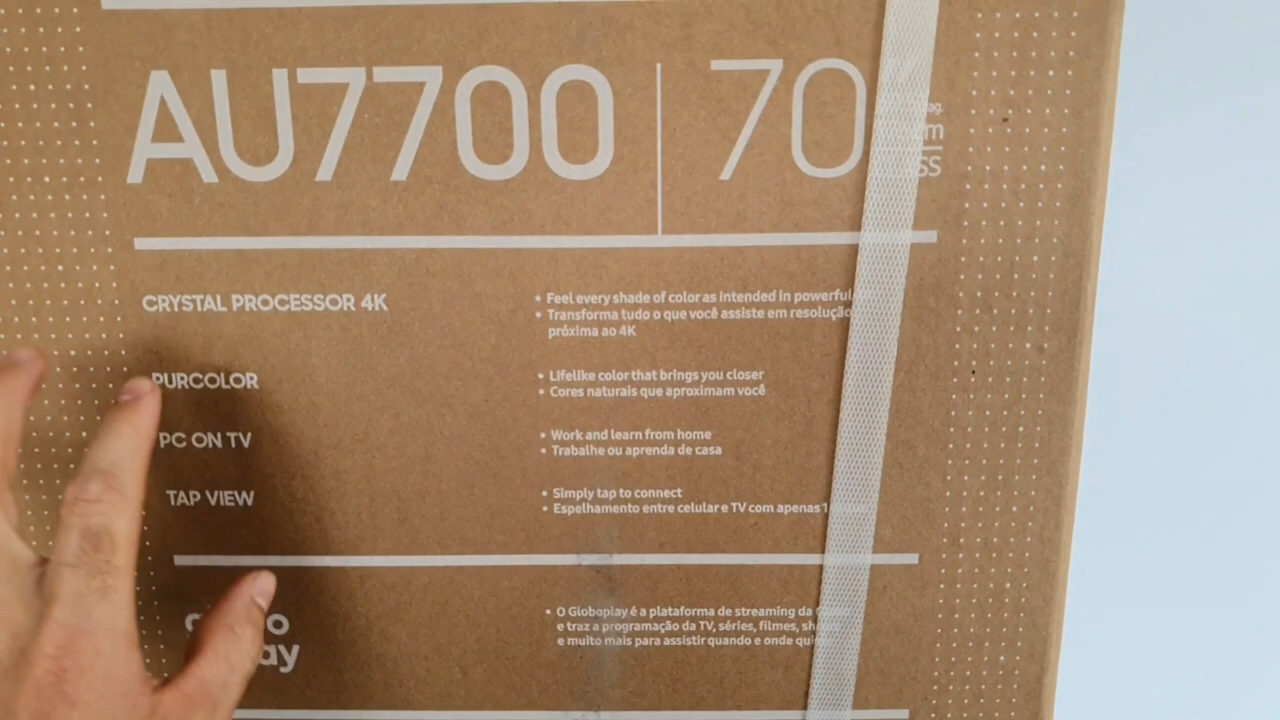 AU7700 70
CRYSTAL PROCESSOR 4K
Feel every shade of color as intended in powerful
Transforma tudo o que você assiste em resolução
próxima ao 4K
PURCOLOR
Lifelike color that brings you closer
Cores naturais que aproximam você
PC ON TV
Work and learn from home
Trabalhe ou aprenda de casa
TAP VIEW
Simply tap to connect
Espelhamento entre celular e TV com apenas 1
O Globoplay é a plataforma de streaming da
e traz a programação da TV, séries, filmes,
e muito mais para assistir quando e onde